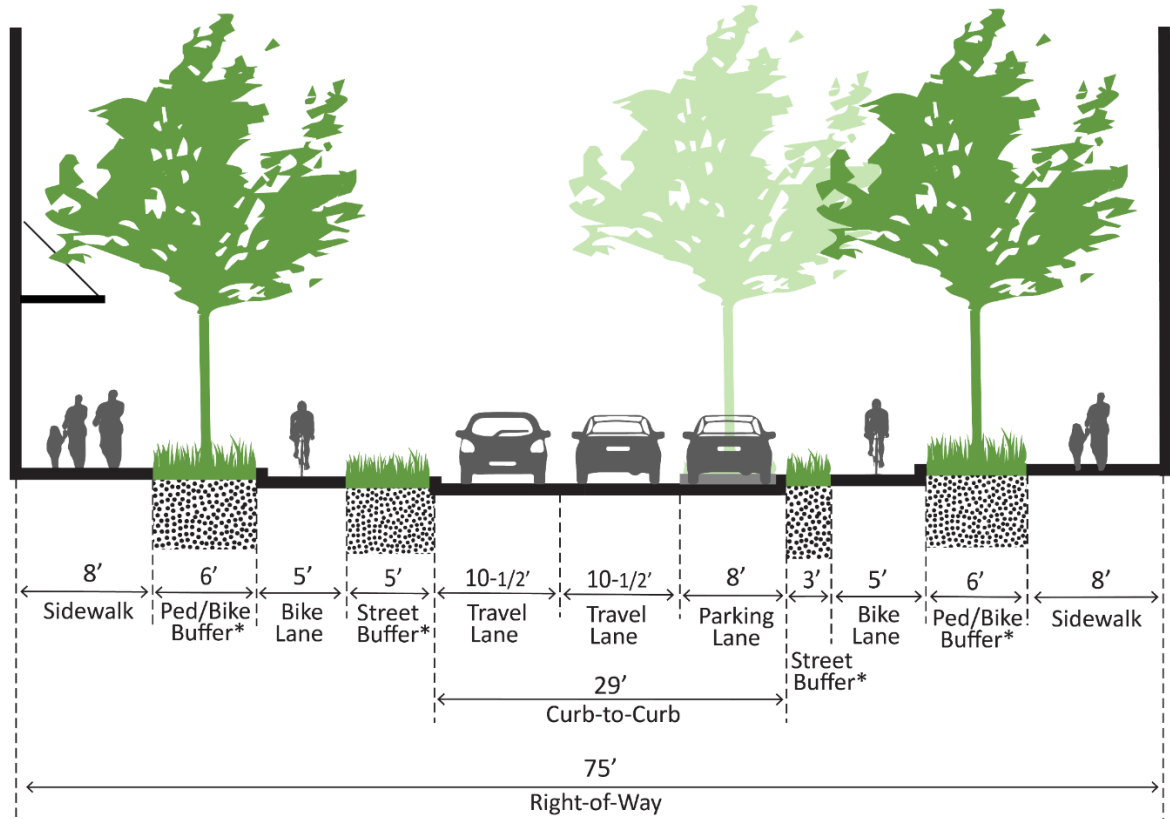 8’
6’
5’
5’
10-1/2’
10-1/2’
8’
3’
5’
6’
8’
Sidewalk
Ped/Bike
Buffer*
Bike
Lane
Street
Buffer*
Travel
Lane
Travel
Lane
Parking
Lane
Street
Buffer*
Bike
Lane
Ped/Bike
Buffer*
Sidewalk
29’
Curb-to-Curb
75’
Right-of-Way